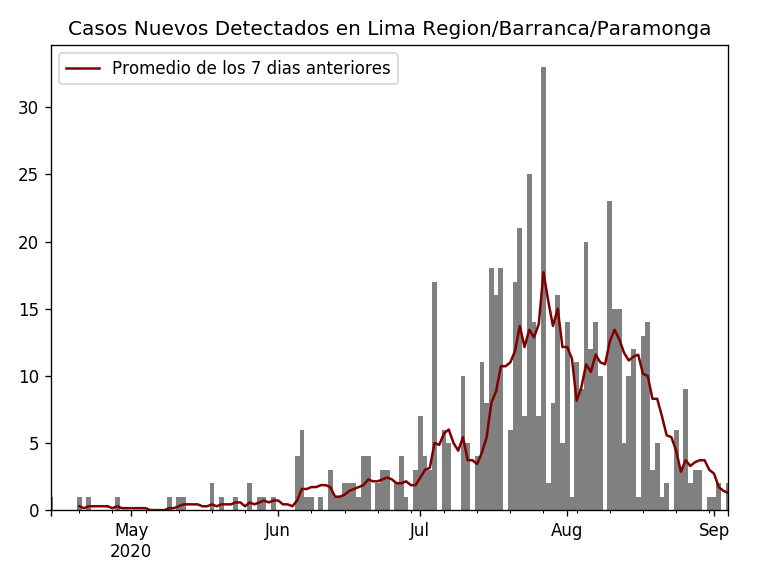 Casos Nuevos Detectados en Lima Region/Barranca/Paramonga
Promedio de los 7 dias anteriores
30
25
20
15
10
5
0
May Jun Jul Aug Sep
2020